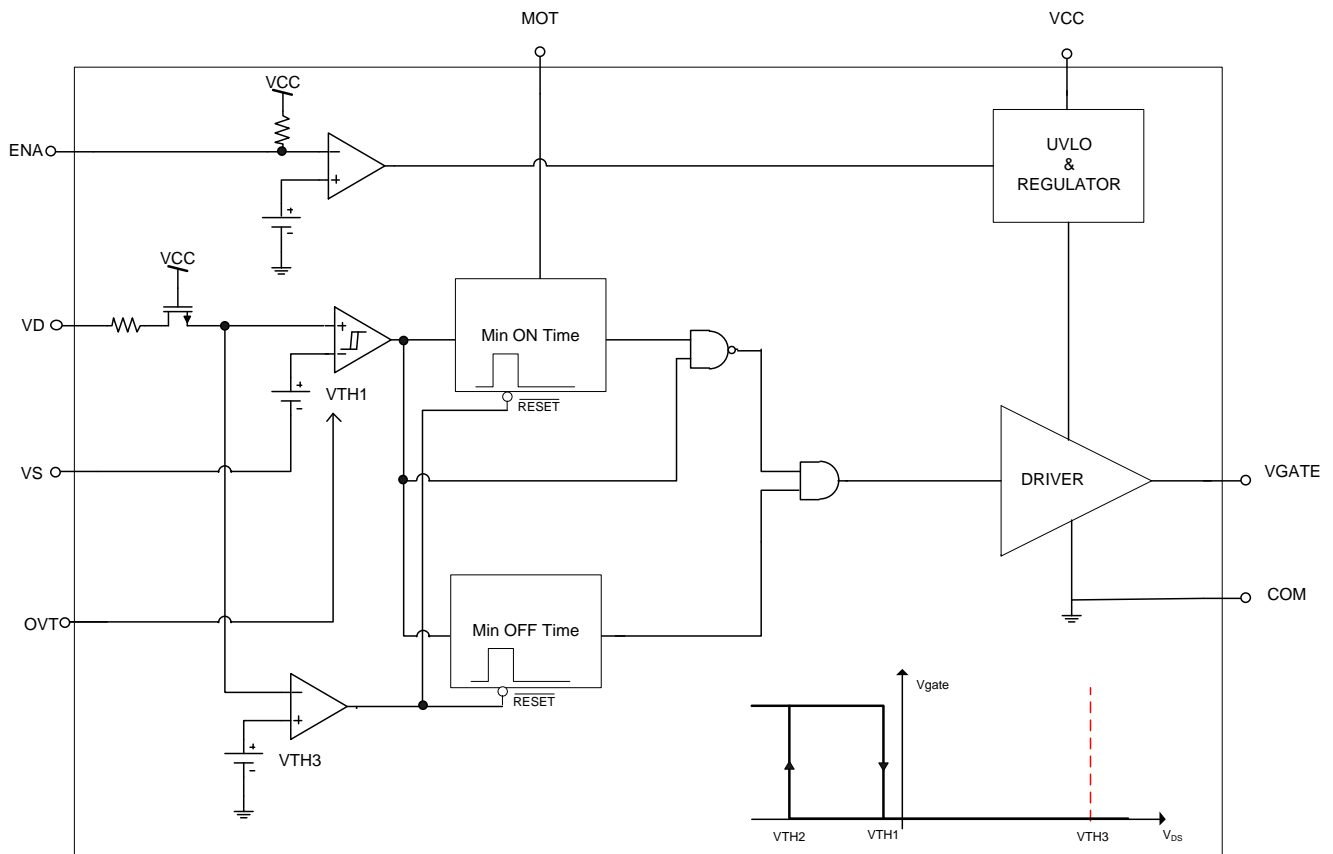 MOT
VCC
VCC
ENA
−
+
+
-
UVLO
&
REGULATOR
VCC
VD
+
−
VTH1
+
-
Min ON Time
RESET
VS
DRIVER
VGATE
COM
OVT
Min OFF Time
RESET
−
+
VTH3
+
-
Vgate
VTH2
VTH1
VTH3
VDS